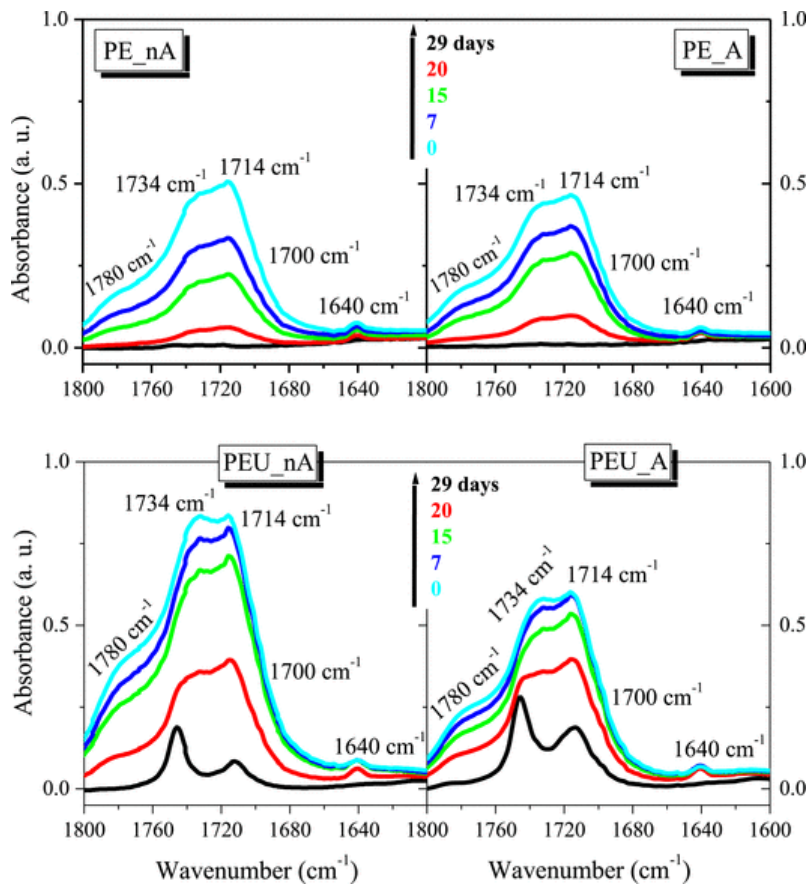 1.0
PE_nA
29 days
20
15
7
0
PE_A
1.0
1734 cm-1
1714 cm-1
1780 cm-1
1700 cm-1
1640 cm-1
1734 cm-1
1714 cm-1
1780 cm-1
1700 cm-1
1640 cm-1
Absorbance (a. u.)
0.5
0.0
0.5
0.0
1800 1760 1720 1680 1640 1800 1760 1720 1680 1640 1600
1.0
PEU_nA
29 days
20
15
7
0
PEU_A
1.0
1734 cm-1
1714 cm-1
1780 cm-1
1700 cm-1
1640 cm-1
1734 cm-1
1714 cm-1
1780 cm-1
1700 cm-1
1640 cm-1
Absorbance (a. u.)
0.5
0.0
0.5
0.0
1800 1760 1720 1680 1640 1800 1760 1720 1680 1640 1600
Wavenumber (cm-1)
Wavenumber (cm-1)